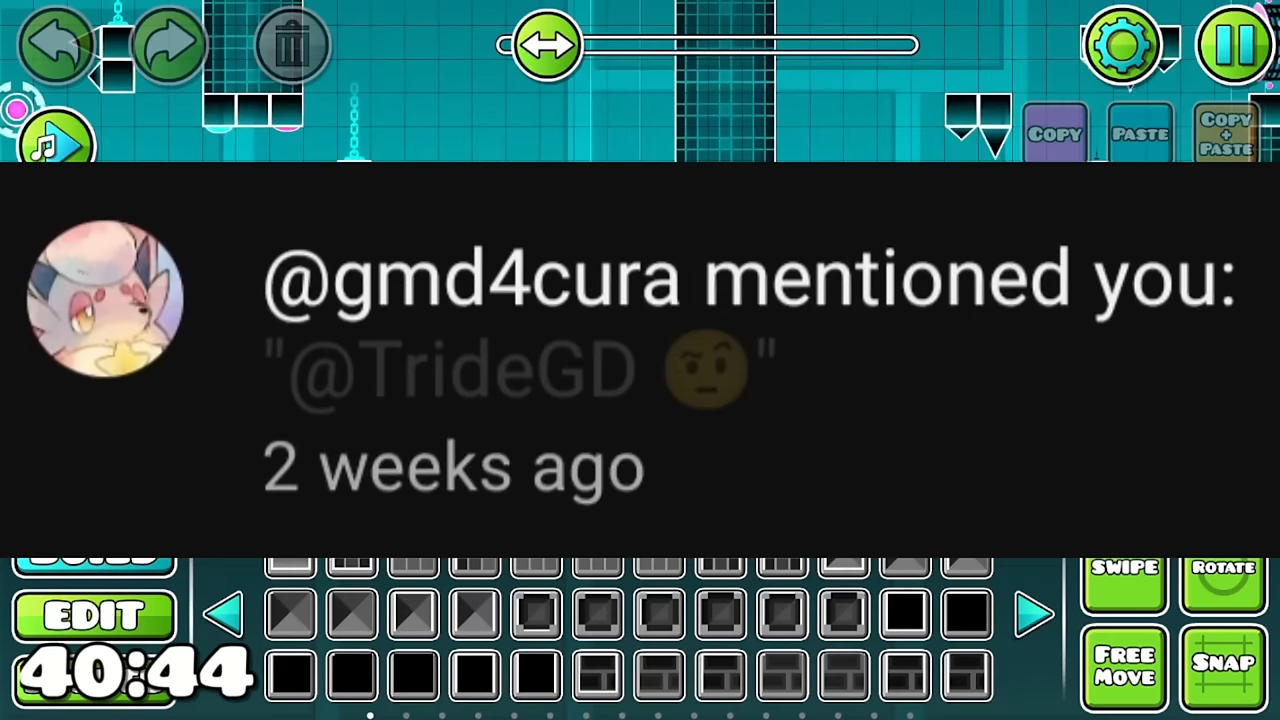 COPY
PASTE
COPY
+
PASTE
@gmd4cura mentioned you:
"@TrideGD 🤨"
2 weeks ago
BUILD
SWIPE
ROTATE
EDIT
FREE
MOVE
SNAP
40:44